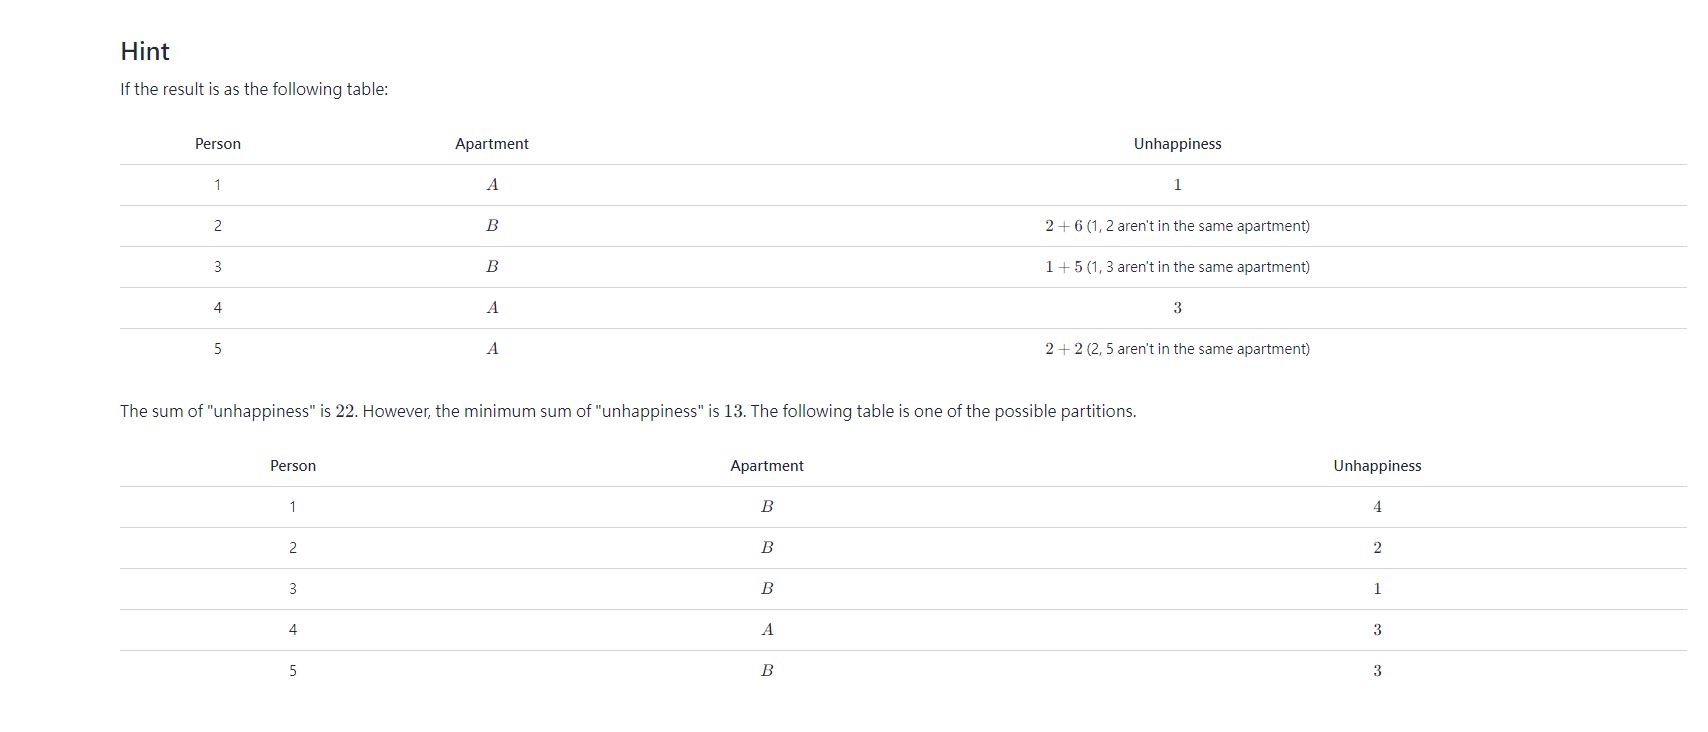 Hint
If the result is as the following table:
Person Apartment Unhappiness
1 A 1
2 B 2 + 6 (1, 2 aren't in the same apartment)
3 B 1 + 5 (1, 3 aren't in the same apartment)
4 A 3
5 A 2 + 2 (2, 5 aren't in the same apartment)
The sum of "unhappiness" is 22. However, the minimum sum of "unhappiness" is 13. The following table is one of the possible partitions.
Person Apartment Unhappiness
1 B 4
2 B 2
3 B 1
4 A 3
5 B 3